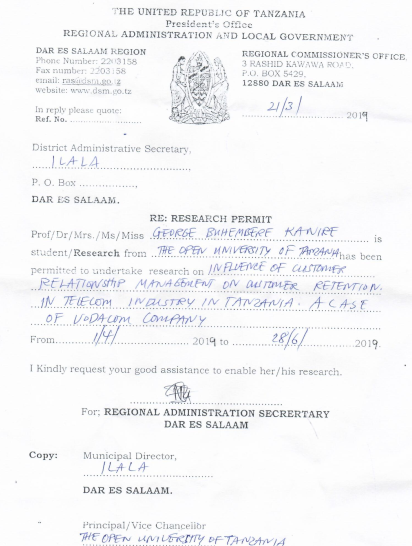 THE UNITED REPUBLIC OF TANZANIA
President's Office
REGIONAL ADMINISTRATION AND LOCAL GOVERNMENT
DAR ES SALAAM REGION
Phone Number: 2203158
Fax number: 2203158
email: ras@dsm.go.tz
website: www.dsm.go.tz
In reply please quote:
Ref. No. ..................
REGIONAL COMMISSIONER'S OFFICE,
3 RASHID KAWAWA ROAD,
P.O. BOX 5429,
12880 DAR ES SALAAM
21/3/ 2019
District Administrative Secretary,
ILALA
P. O. Box ...............,
DAR ES SALAAM.
RE: RESEARCH PERMIT
Prof/Dr/Mrs./Ms/Miss GEORGE BUHEMBERE KANIRE is
student/Research from THE OPEN UNIVERSITY OF TANZANIA has been
permitted to undertake research on INFLUENCE OF CUSTOMER
RELATIONSHIP MANAGEMENT ON CUSTOMER RETENTION.
IN TELECOM INDUSTRY IN TANZANIA. A CASE
OF VODACOM COMPANY
From 1/4/ 2019 to 28/6/ 2019.
I Kindly request your good assistance to enable her/his research.
For; REGIONAL ADMINISTRATION SECRERTARY
DAR ES SALAAM
Copy: Municipal Director,
ILALA
DAR ES SALAAM.
Principal/Vice Chancellor
THE OPEN UNIVERSITY OF TANZANIA